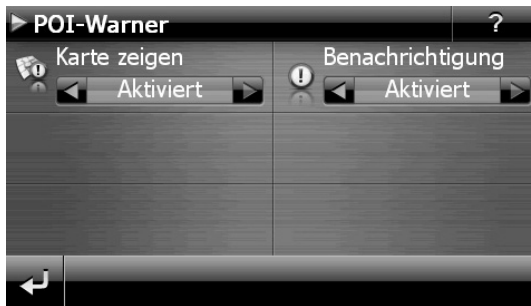 POI-Warner
?
Karte zeigen
Aktiviert
Benachrichtigung
Aktiviert